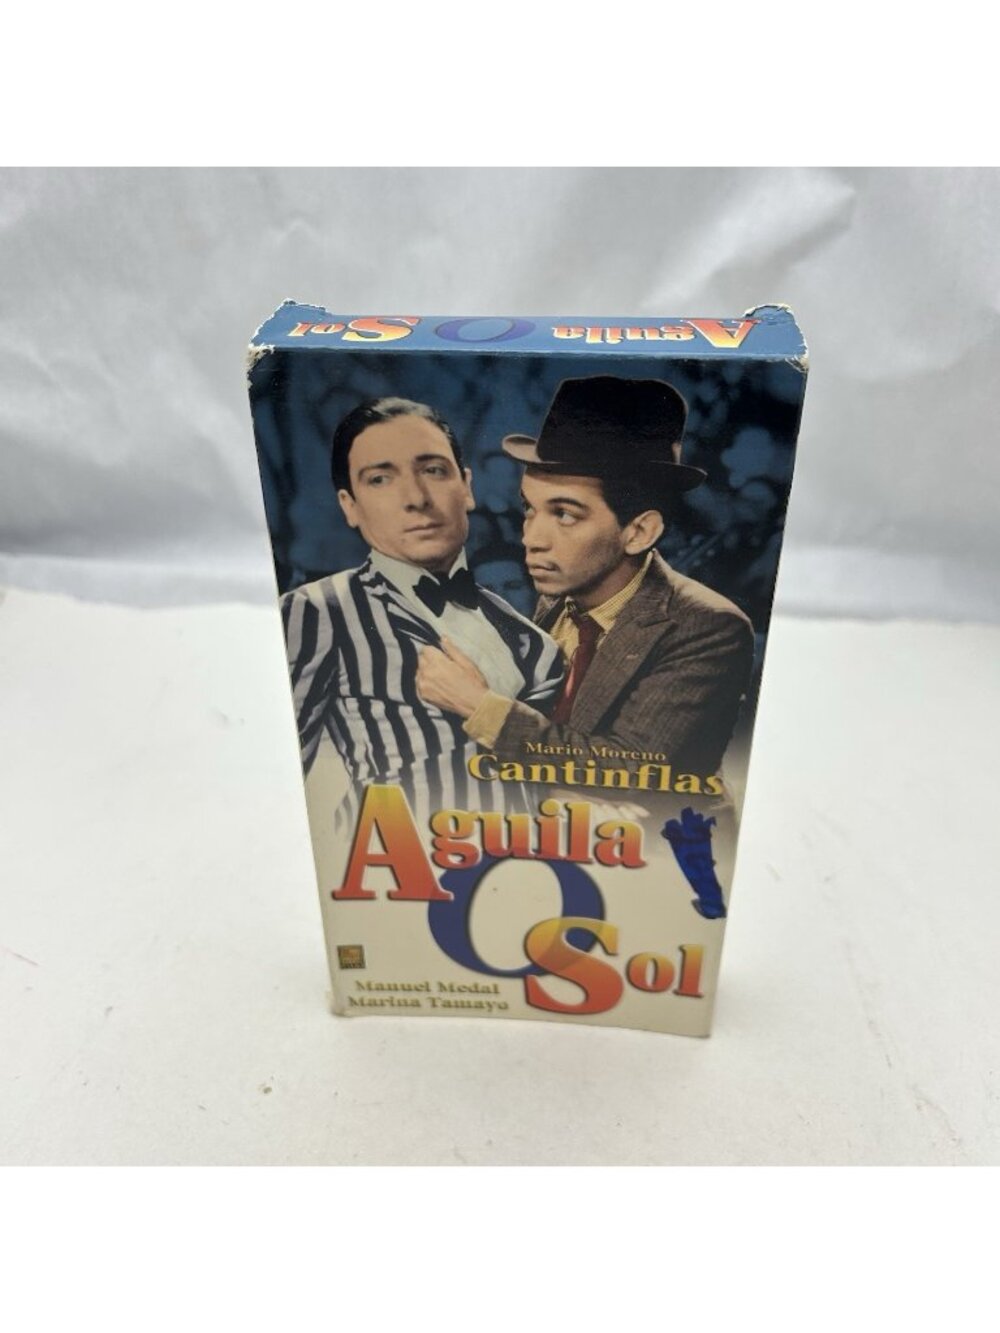 Aguila O Sol
Mario Moreno
Cantinflas
Aguila
O
Sol
Manuel Medal
Marina Tamayo